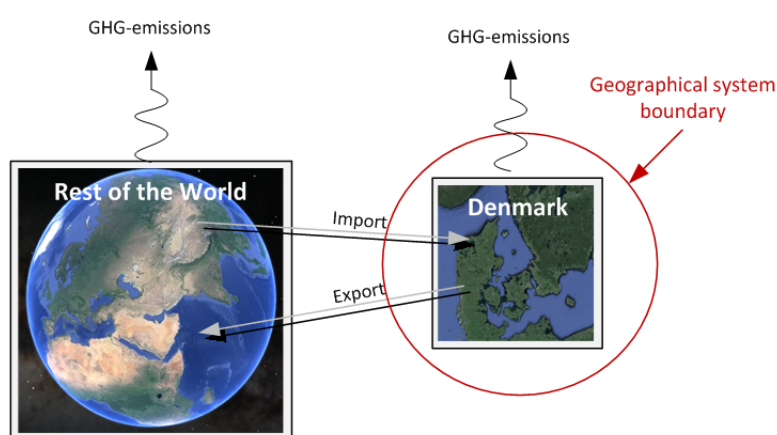 GHG-emissions
GHG-emissions
Geographical system
boundary
Rest of the World
Denmark
Import
Export